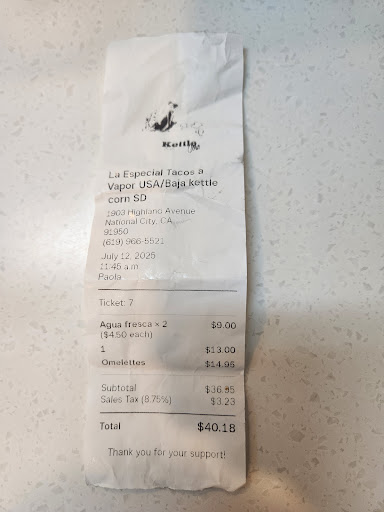 Kettle
La Especial Tacos a
Vapor USA/Baja kettle
corn SD
1903 Highland Avenue
National City, CA,
91950
(619) 966-5521
July 12, 2025
11:45 a.m.
Paola
Ticket: 7
Agua fresca × 2 $9.00
($4.50 each)
1 $13.00
Omelettes $14.95
Subtotal $36.95
Sales Tax (8.75%) $3.23
Total $40.18
Thank you for your support!